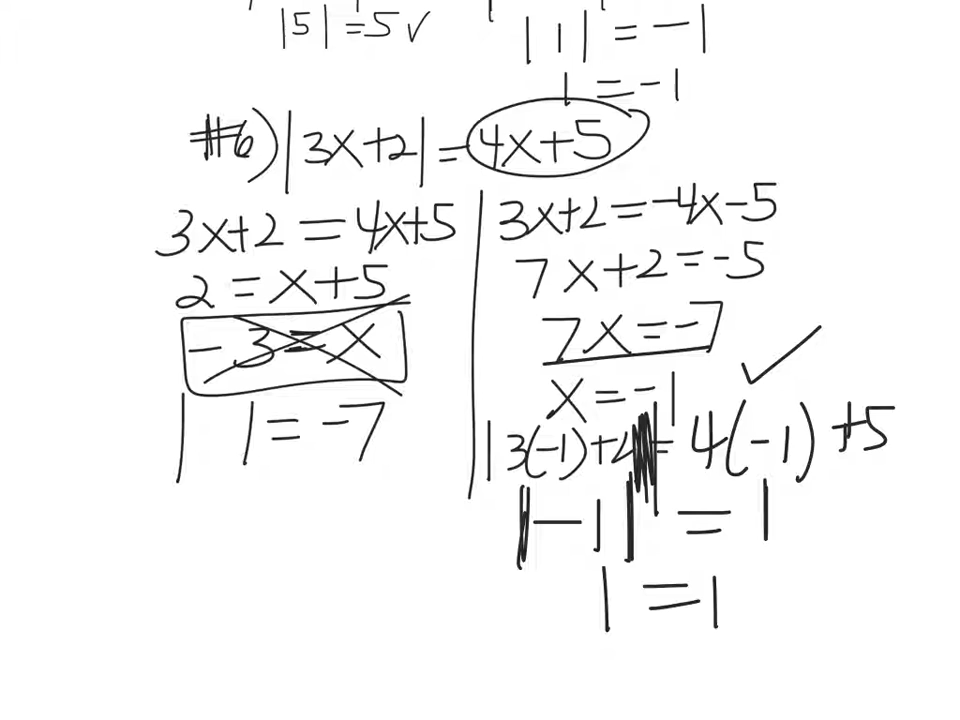 |5| = 5 ✓
|1| = -1
1 = -1
#6) |3x+2| = 4x+5
3x+2 = 4x+5
2 = x+5
-3 = x
| | = -7
3x+2 = -4x-5
7x+2 = -5
7x = -7
x = -1 ✓
|3(-1)+2| = 4(-1)+5
|-1| = 1
1 = 1